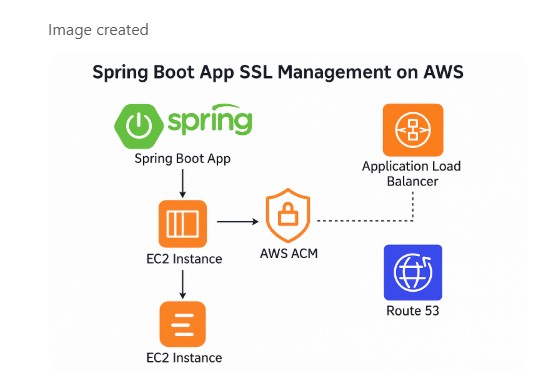 Image created
Spring Boot App SSL Management on AWS
spring
Spring Boot App
Application Load
Balancer
EC2 Instance
AWS ACM
Route 53
EC2 Instance